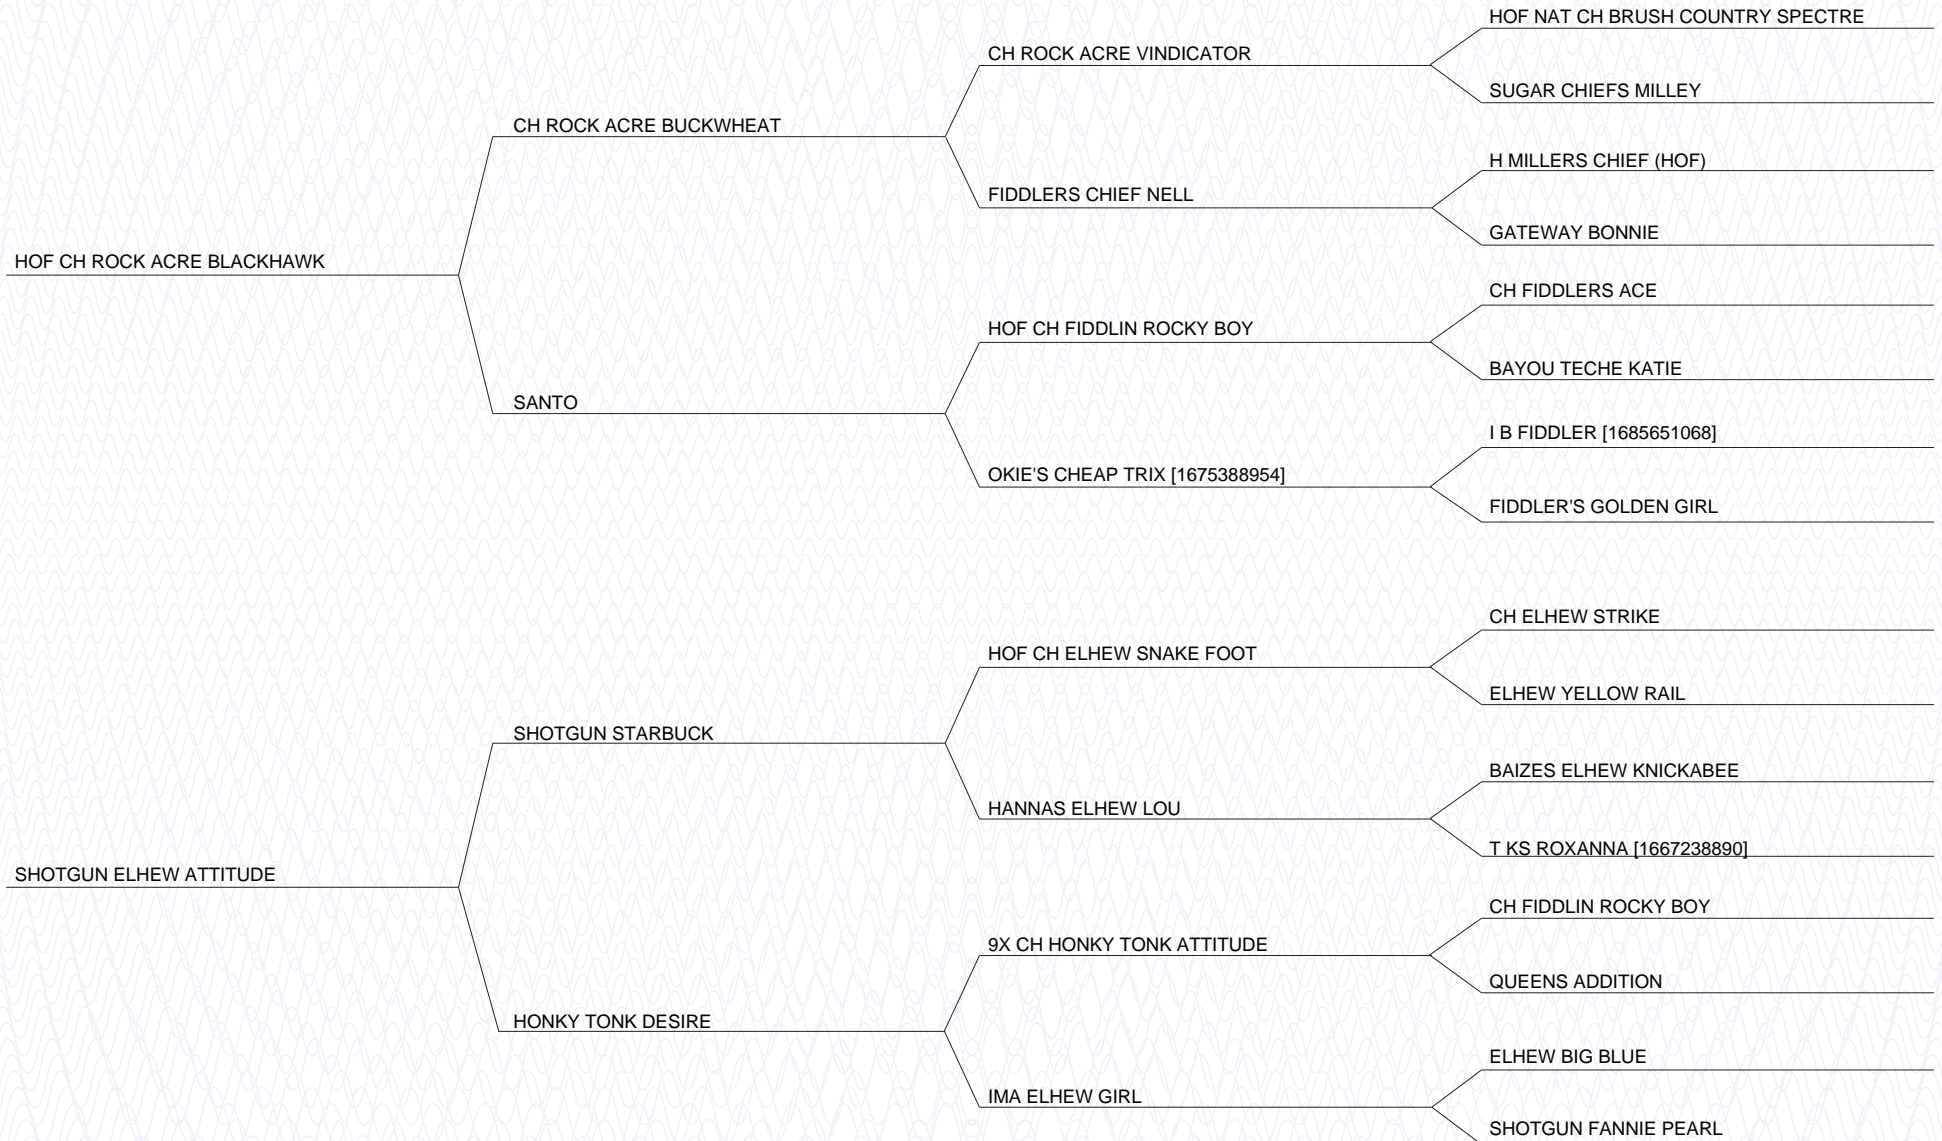 HOF NAT CH BRUSH COUNTRY SPECTRE
CH ROCK ACRE VINDICATOR
SUGAR CHIEFS MILLEY
CH ROCK ACRE BUCKWHEAT
H MILLERS CHIEF (HOF)
FIDDLERS CHIEF NELL
GATEWAY BONNIE
HOF CH ROCK ACRE BLACKHAWK
CH FIDDLERS ACE
HOF CH FIDDLIN ROCKY BOY
BAYOU TECHE KATIE
SANTO
I B FIDDLER [1685651068]
OKIE'S CHEAP TRIX [1675388954]
FIDDLER'S GOLDEN GIRL
CH ELHEW STRIKE
HOF CH ELHEW SNAKE FOOT
ELHEW YELLOW RAIL
SHOTGUN STARBUCK
BAIZES ELHEW KNICKABEE
HANNAS ELHEW LOU
T KS ROXANNA [1667238890]
SHOTGUN ELHEW ATTITUDE
CH FIDDLIN ROCKY BOY
9X CH HONKY TONK ATTITUDE
QUEENS ADDITION
HONKY TONK DESIRE
ELHEW BIG BLUE
IMA ELHEW GIRL
SHOTGUN FANNIE PEARL